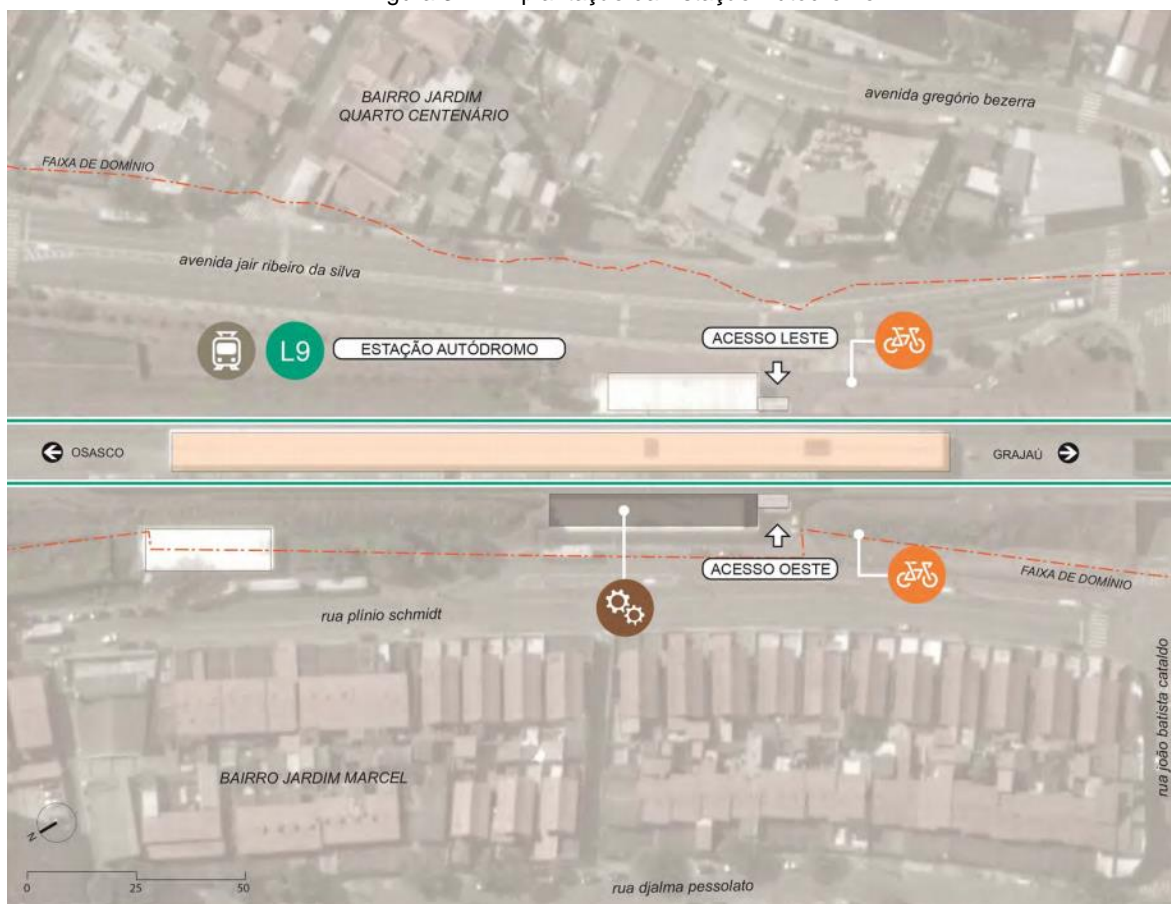 BAIRRO JARDIM
QUARTO CENTENÁRIO
avenida gregório bezerra
FAIXA DE DOMÍNIO
avenida jair ribeiro da silva
L9
ESTAÇÃO AUTÓDROMO
ACESSO LESTE
OSASCO
GRAJAÚ
ACESSO OESTE
FAIXA DE DOMÍNIO
rua plínio schmidt
rua joão batista cataldo
BAIRRO JARDIM MARCEL
N
0 25 50
rua djalma pessolato